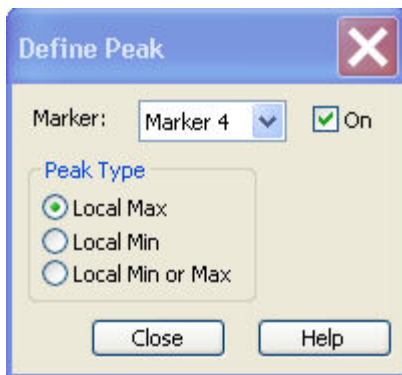 Define Peak
Marker: Marker 4 On
Peak Type
Local Max
Local Min
Local Min or Max
Close Help